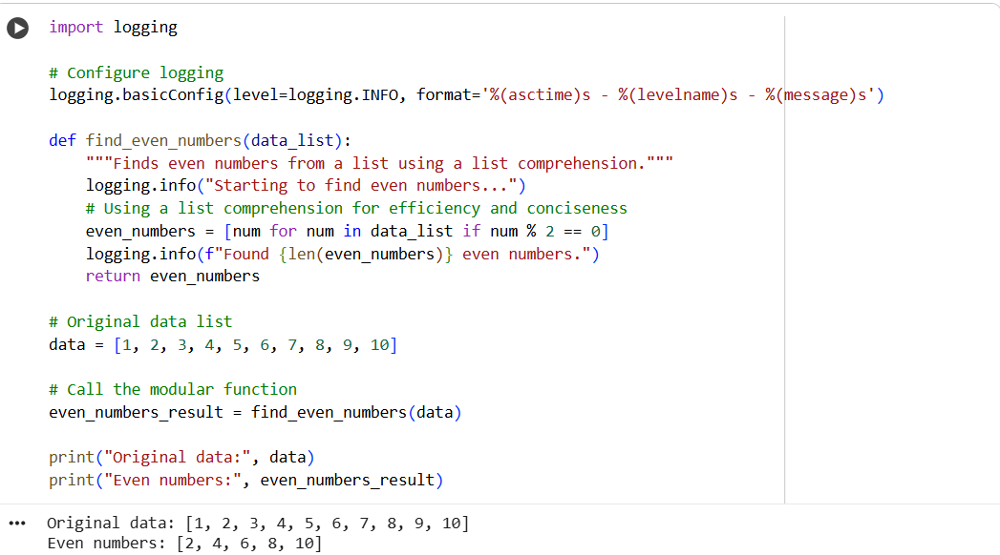 import logging
# Configure logging
logging.basicConfig(level=logging.INFO, format='%(asctime)s - %(levelname)s - %(message)s')
def find_even_numbers(data_list):
    """Finds even numbers from a list using a list comprehension."""
    logging.info("Starting to find even numbers...")
    # Using a list comprehension for efficiency and conciseness
    even_numbers = [num for num in data_list if num % 2 == 0]
    logging.info(f"Found {len(even_numbers)} even numbers.")
    return even_numbers
# Original data list
data = [1, 2, 3, 4, 5, 6, 7, 8, 9, 10]
# Call the modular function
even_numbers_result = find_even_numbers(data)
print("Original data:", data)
print("Even numbers:", even_numbers_result)
Original data: [1, 2, 3, 4, 5, 6, 7, 8, 9, 10]
Even numbers: [2, 4, 6, 8, 10]